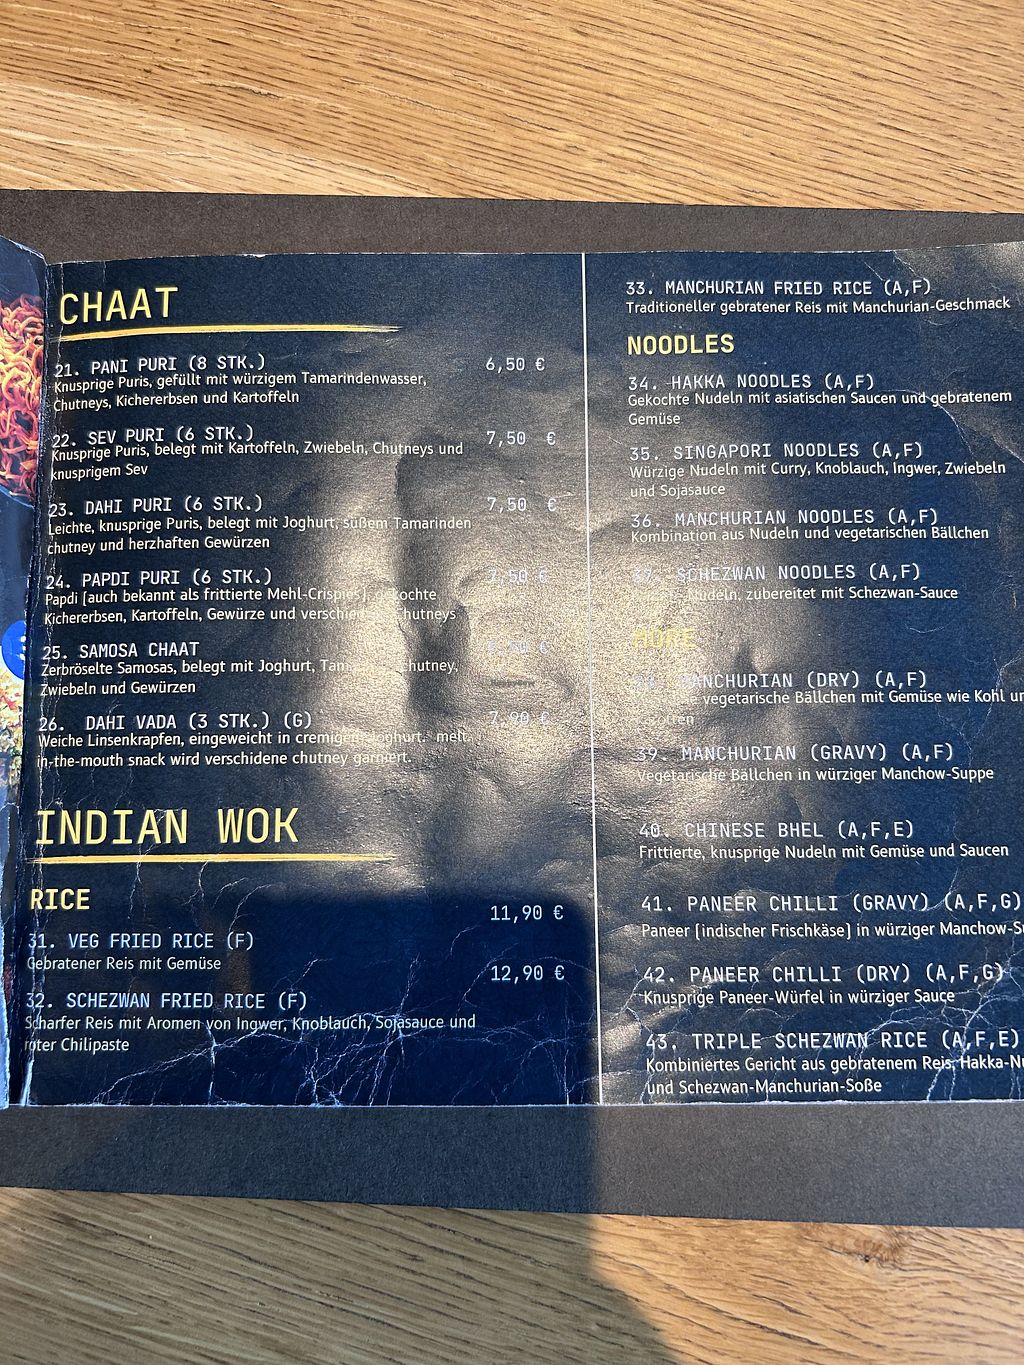 CHAAT
21. PANI PURI (8 STK.) 6,50 €
Knusprige Puris, gefüllt mit würzigem Tamarindenwasser,
Chutneys, Kichererbsen und Kartoffeln
22. SEV PURI (6 STK.) 7,50 €
Knusprige Puris, belegt mit Kartoffeln, Zwiebeln, Chutneys und
knusprigem Sev
23. DAHI PURI (6 STK.) 7,50 €
Leichte, knusprige Puris, belegt mit Joghurt, süßem Tamarinden
chutney und herzhaften Gewürzen
24. PAPDI PURI (6 STK.) 7,50 €
Papdi (auch bekannt als frittierte Mehl-Crispies), gekochte
Kichererbsen, Kartoffeln, Gewürze und Chutneys
25. SAMOSA CHAAT
Zerbröselte Samosas, belegt mit Joghurt, chutney,
Zwiebeln und Gewürzen
26. DAHI VADA (3 STK.) (G) 7,90 €
Weiche Linsenkrapfen, eingeweicht in cremigem Joghurt. melt-
in-the-mouth snack wird verschidene chutney garniert.
INDIAN WOK
RICE
11,90 €
31. VEG FRIED RICE (F)
Gebratener Reis mit Gemüse
12,90 €
32. SCHEZWAN FRIED RICE (F)
Scharfer Reis mit Aromen von Ingwer, Knoblauch, Sojasauce und
roter Chilipaste
33. MANCHURIAN FRIED RICE (A,F)
Traditioneller gebratener Reis mit Manchurian-Geschmack
NOODLES
34. HAKKA NOODLES (A,F)
Gekochte Nudeln mit asiatischen Saucen und gebratenem
Gemüse
35. SINGAPORI NOODLES (A,F)
Würzige Nudeln mit Curry, Knoblauch, Ingwer, Zwiebeln
und Sojasauce
36. MANCHURIAN NOODLES (A,F)
Kombination aus Nudeln und vegetarischen Bällchen
37. SCHEZWAN NOODLES (A,F)
Nudeln, zubereitet mit Schezwan-Sauce
MORE
MANCHURIAN (DRY) (A,F)
vegetarische Bällchen mit Gemüse wie Kohl
39. MANCHURIAN (GRAVY) (A,F)
Vegetarische Bällchen in würziger Manchow-Suppe
40. CHINESE BHEL (A,F,E)
Frittierte, knusprige Nudeln mit Gemüse und Saucen
41. PANEER CHILLI (GRAVY) (A,F,G)
Paneer (indischer Frischkäse) in würziger
42. PANEER CHILLI (DRY) (A,F,G)
Knusprige Paneer-Würfel in würziger Sauce
43. TRIPLE SCHEZWAN RICE (A,F,E)
Kombiniertes Gericht aus gebratenem Reis,
und Schezwan-Manchurian-Soße